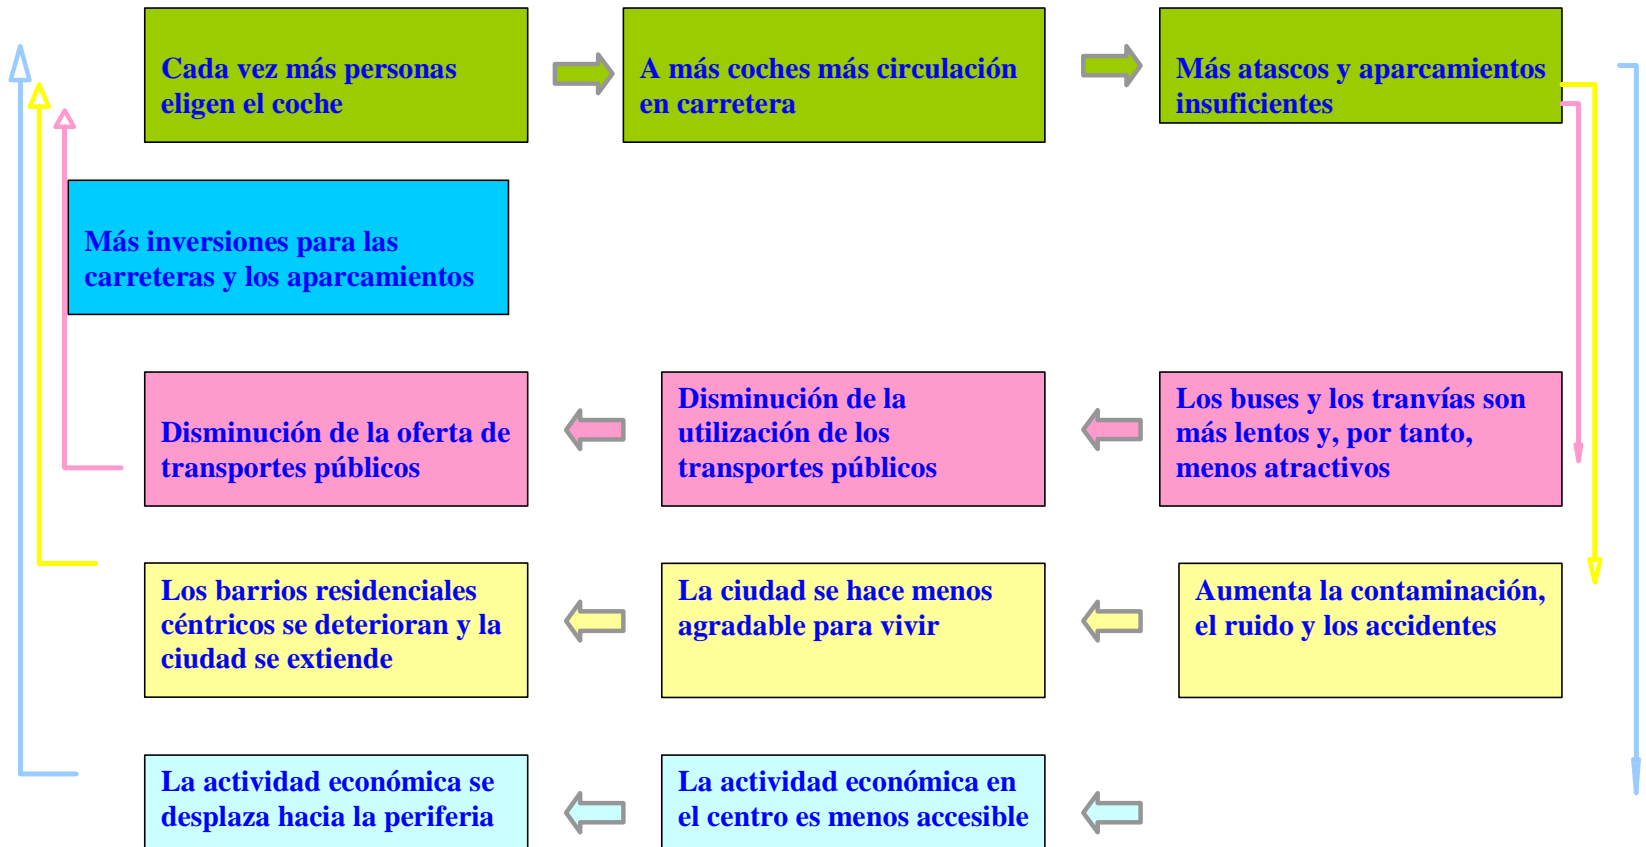 Cada vez más personas
eligen el coche
A más coches más circulación
en carretera
Más atascos y aparcamientos
insuficientes
Más inversiones para las
carreteras y los aparcamientos
Disminución de la oferta de
transportes públicos
Disminución de la
utilización de los
transportes públicos
Los buses y los tranvías son
más lentos y, por tanto,
menos atractivos
Los barrios residenciales
céntricos se deterioran y la
ciudad se extiende
La ciudad se hace menos
agradable para vivir
Aumenta la contaminación,
el ruido y los accidentes
La actividad económica se
desplaza hacia la periferia
La actividad económica en
el centro es menos accesible